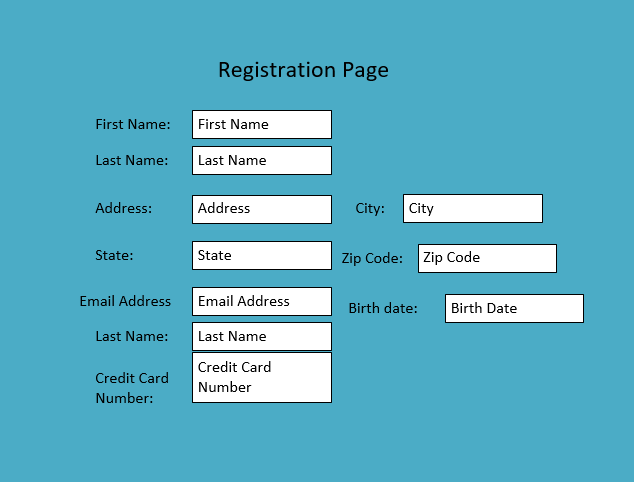 Registration Page
First Name: First Name
Last Name: Last Name
Address: Address City: City
State: State Zip Code: Zip Code
Email Address Email Address Birth date: Birth Date
Last Name: Last Name
Credit Card
Number:
Credit Card
Number